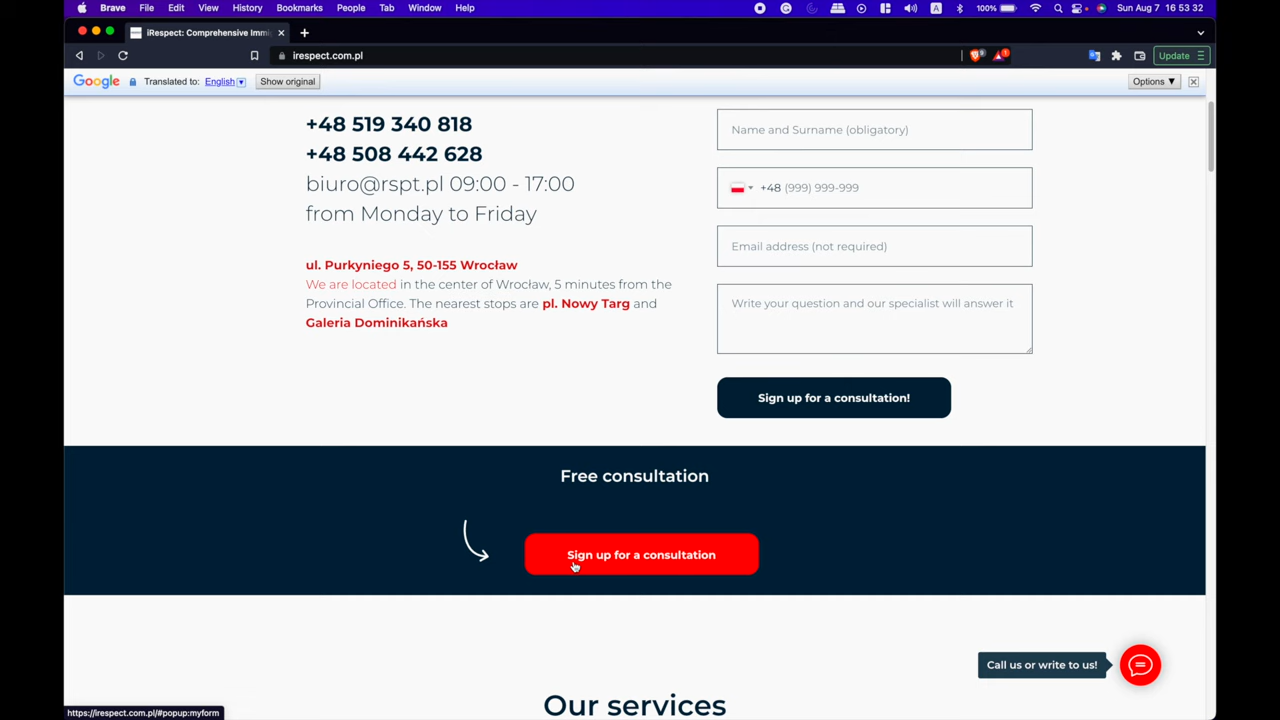 Brave File Edit View History Bookmarks People Tab Window Help 100% Sun Aug 7 16 53 32
iRespect: Comprehensive Immi
irespect.com.pl
Update
Google Translated to: English Show original Options ▼
+48 519 340 818
+48 508 442 628
biuro@rspt.pl 09:00 - 17:00
from Monday to Friday
ul. Purkyniego 5, 50-155 Wrocław
We are located in the center of Wrocław, 5 minutes from the
Provincial Office. The nearest stops are pl. Nowy Targ and
Galeria Dominikańska
Name and Surname (obligatory)
+48 (999) 999-999
Email address (not required)
Write your question and our specialist will answer it
Sign up for a consultation!
Free consultation
Sign up for a consultation
Call us or write to us!
Our services
https://irespect.com.pl/#popup:myform